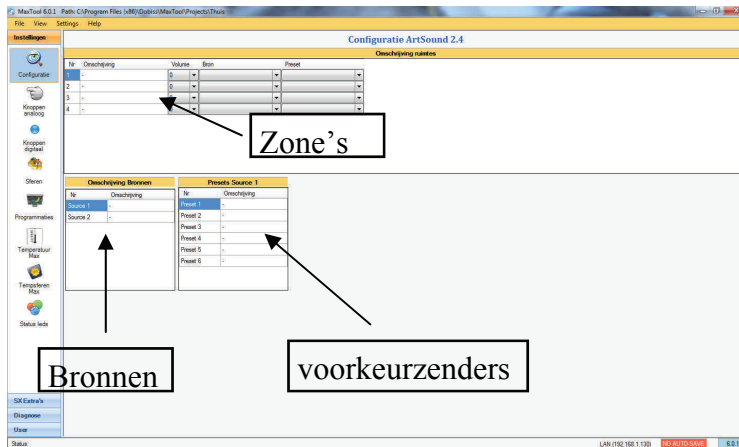 MaxTool 6.0.1 Path: C:\Program Files (x86)\Dobiss\MaxTool\Projects\Thuis
File View Settings Help
Instellingen
Configuratie ArtSound 2.4
Omschrijving ruimtes
Nr Omschrijving Volume Bron Preset
1 - 0
2 - 0
3 -
4 - 0
Zone's
Configuratie
Knoppen analoog
Knoppen digitaal
Sferen
Programmaties
Temperatuur Max
Tempsferen Max
Status leds
Omschrijving Bronnen
Nr Omschrijving
Source 1 -
Source 2 -
Presets Source 1
Nr Omschrijving
Preset 1 -
Preset 2 -
Preset 3 -
Preset 4 -
Preset 5 -
Preset 6 -
Bronnen
voorkeurzenders
SX Extra's
Diagnose
User
Status: LAN (192.168.1.130) NO AUTO-SAVE 6.0.1